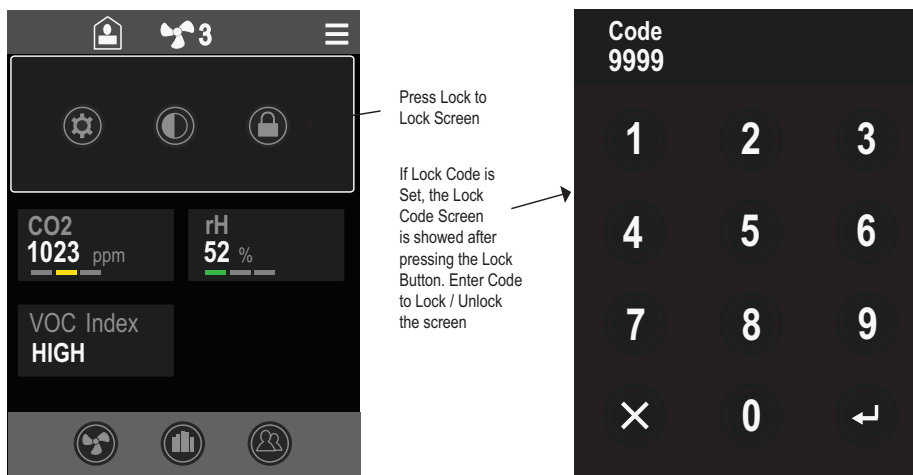 3
CO2
1023 ppm
rH
52 %
VOC Index
HIGH
Press Lock to
Lock Screen
If Lock Code is
Set, the Lock
Code Screen
is showed after
pressing the Lock
Button. Enter Code
to Lock / Unlock
the screen
Code
9999
1 2 3
4 5 6
7 8 9
0